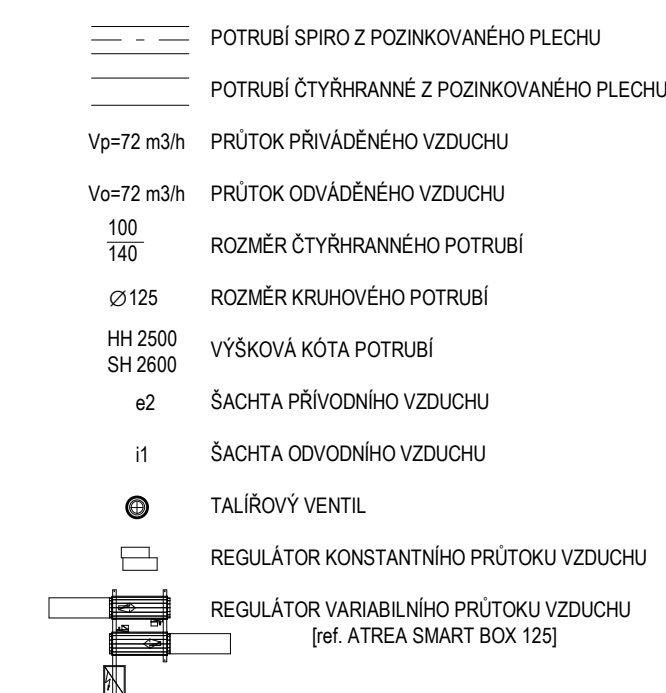 POTRUBÍ SPIRO Z POZINKOVANÉHO PLECHU
POTRUBÍ ČTYŘHRANNÉ Z POZINKOVANÉHO PLECHU
Vp=72 m3/h PRŮTOK PŘIVÁDĚNÉHO VZDUCHU
Vo=72 m3/h PRŮTOK ODVÁDĚNÉHO VZDUCHU
100
140 ROZMĚR ČTYŘHRANNÉHO POTRUBÍ
∅125 ROZMĚR KRUHOVÉHO POTRUBÍ
HH 2500
SH 2600 VÝŠKOVÁ KÓTA POTRUBÍ
e2 ŠACHTA PŘÍVODNÍHO VZDUCHU
i1 ŠACHTA ODVODNÍHO VZDUCHU
TALÍŘOVÝ VENTIL
REGULÁTOR KONSTANTNÍHO PRŮTOKU VZDUCHU
REGULÁTOR VARIABILNÍHO PRŮTOKU VZDUCHU
[ref. ATREA SMART BOX 125]